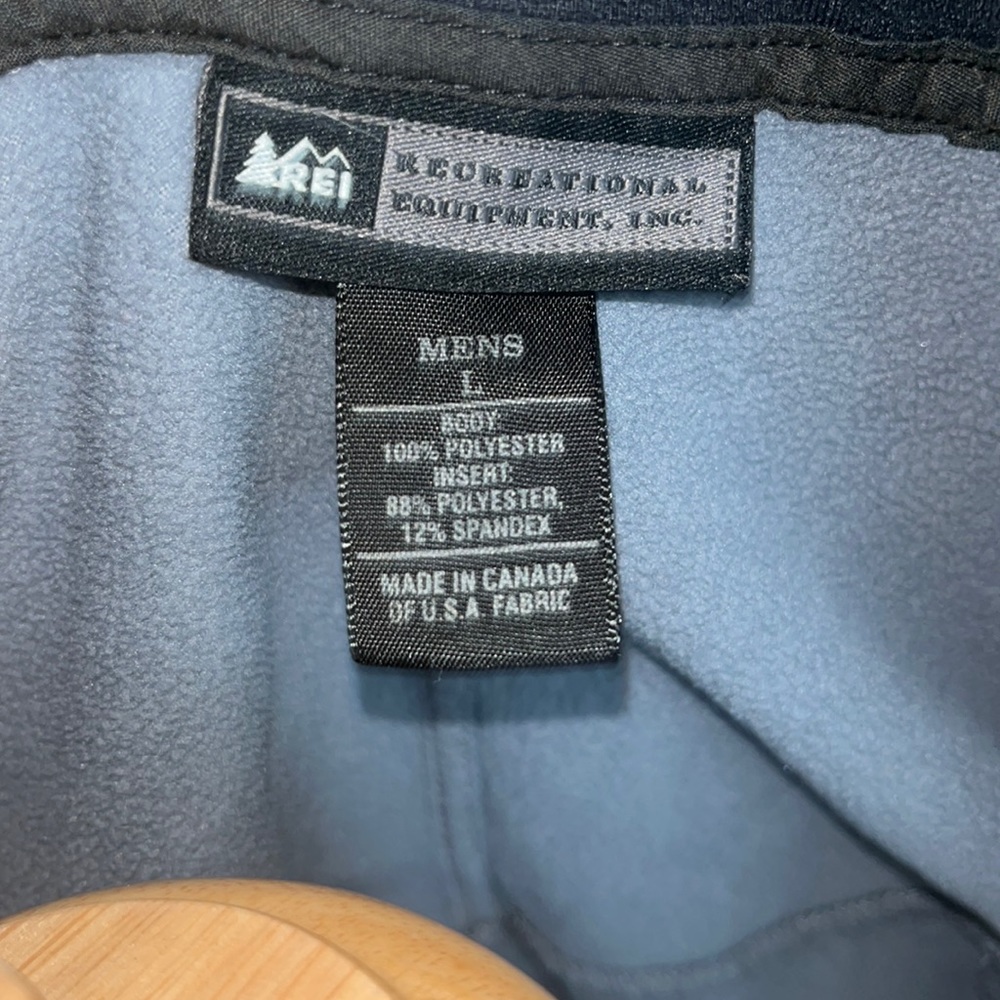 REI
RECREATIONAL
EQUIPMENT, INC.
MENS
L
BODY
100% POLYESTER
INSERT:
88% POLYESTER,
12% SPANDEX
MADE IN CANADA
OF U.S.A FABRIC